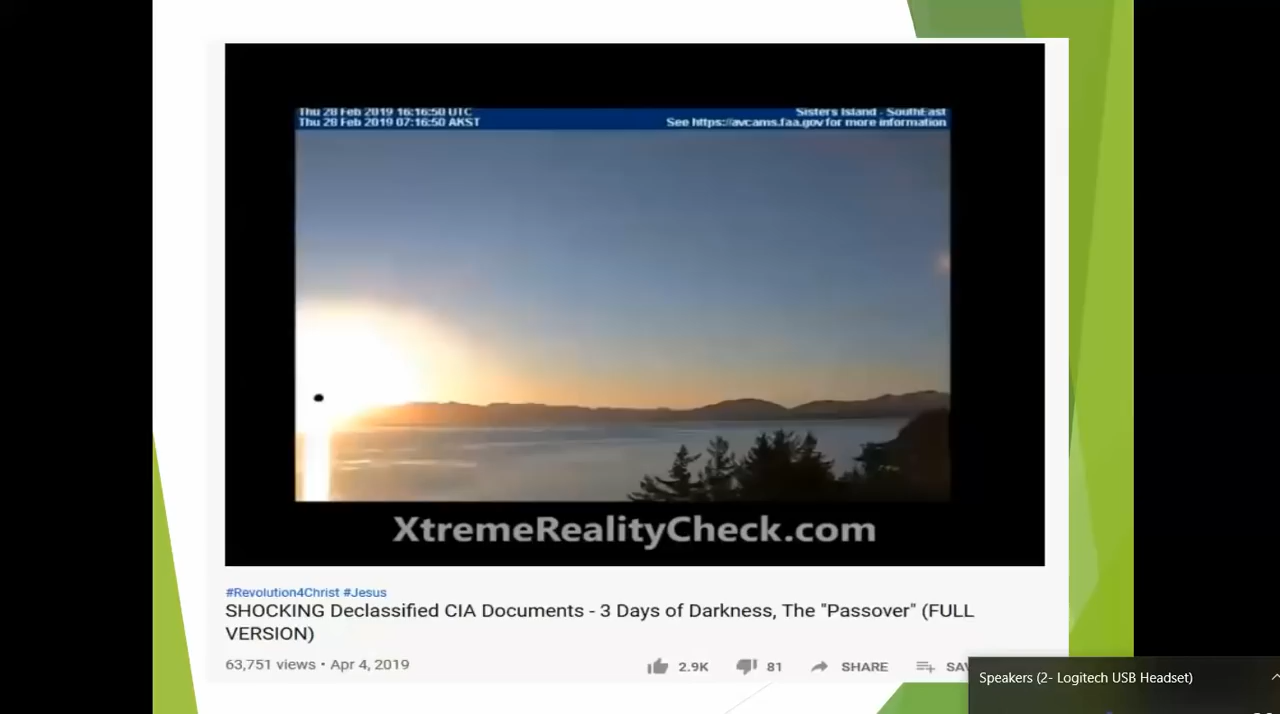 Thu 28 Feb 2019 16:16:50 UTC
Thu 28 Feb 2019 07:16:50 AKST
Sisters Island - SouthEast
See https://avcams.faa.gov for more information
XtremeRealityCheck.com
#Revolution4Christ #Jesus
SHOCKING Declassified CIA Documents - 3 Days of Darkness, The "Passover" (FULL
VERSION)
63,751 views • Apr 4, 2019
2.9K 81 SHARE
Speakers (2- Logitech USB Headset)